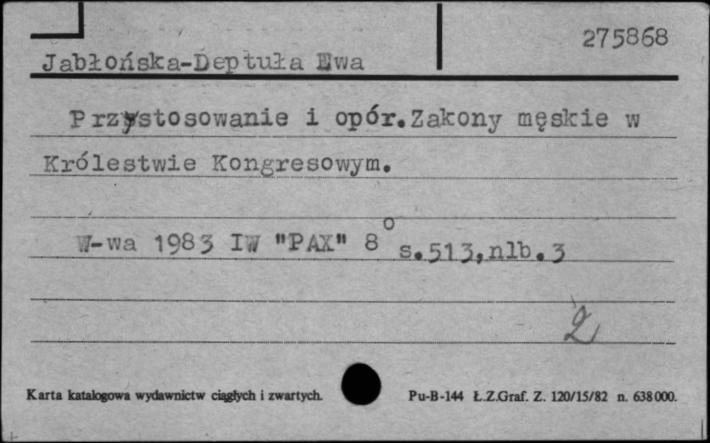 275868
Jabłońska-Deptuła Ewa
Przystosowanie i opór.Zakony męskie w
Królestwie Kongresowym.
W-wa 1983 IW "PAX" 8° s.513,nlb.3
2
Karta katalogowa wydawnictw ciągłych i zwartych. Pu-B-144 Ł.Z.Graf. Z. 120/15/82 n. 638000.